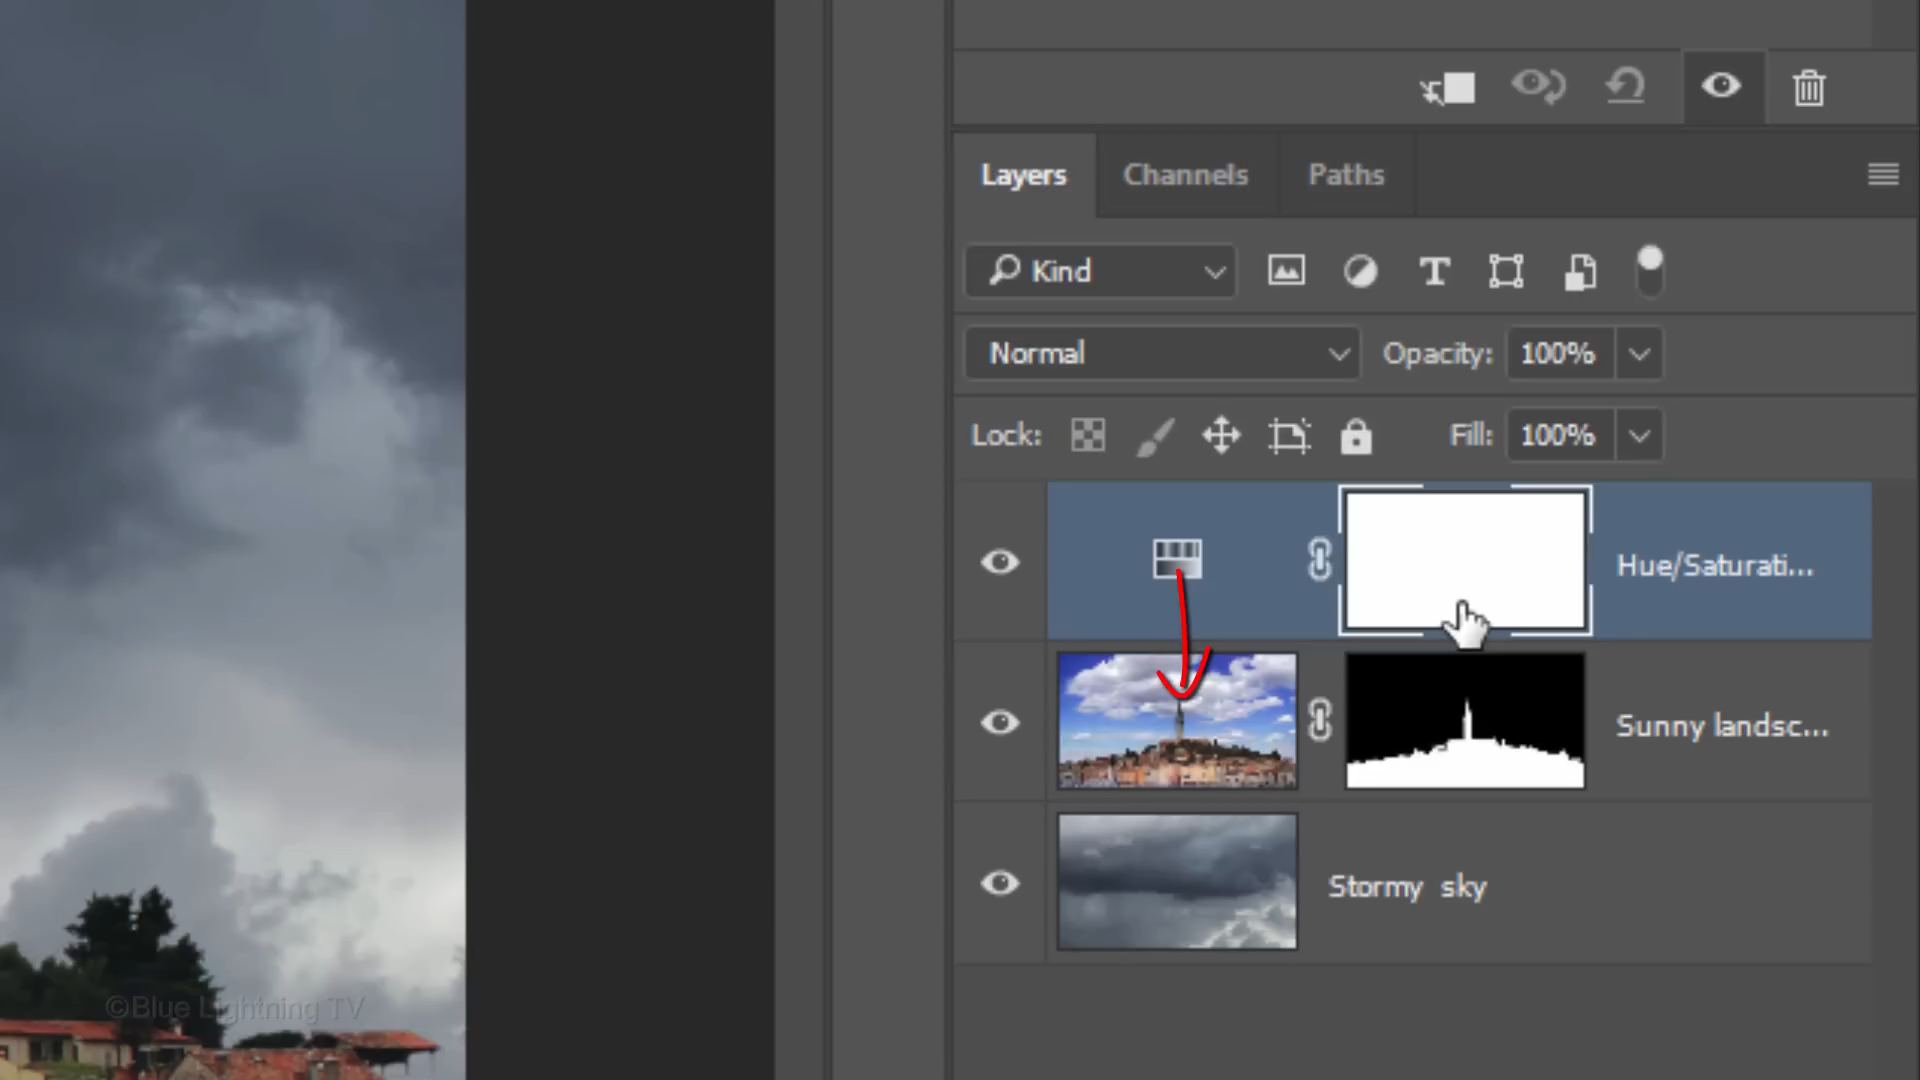 Layers Channels Paths
Kind
Normal Opacity: 100%
Lock: Fill: 100%
Hue/Saturati...
Sunny landsc...
Stormy sky
©Blue Lightning TV